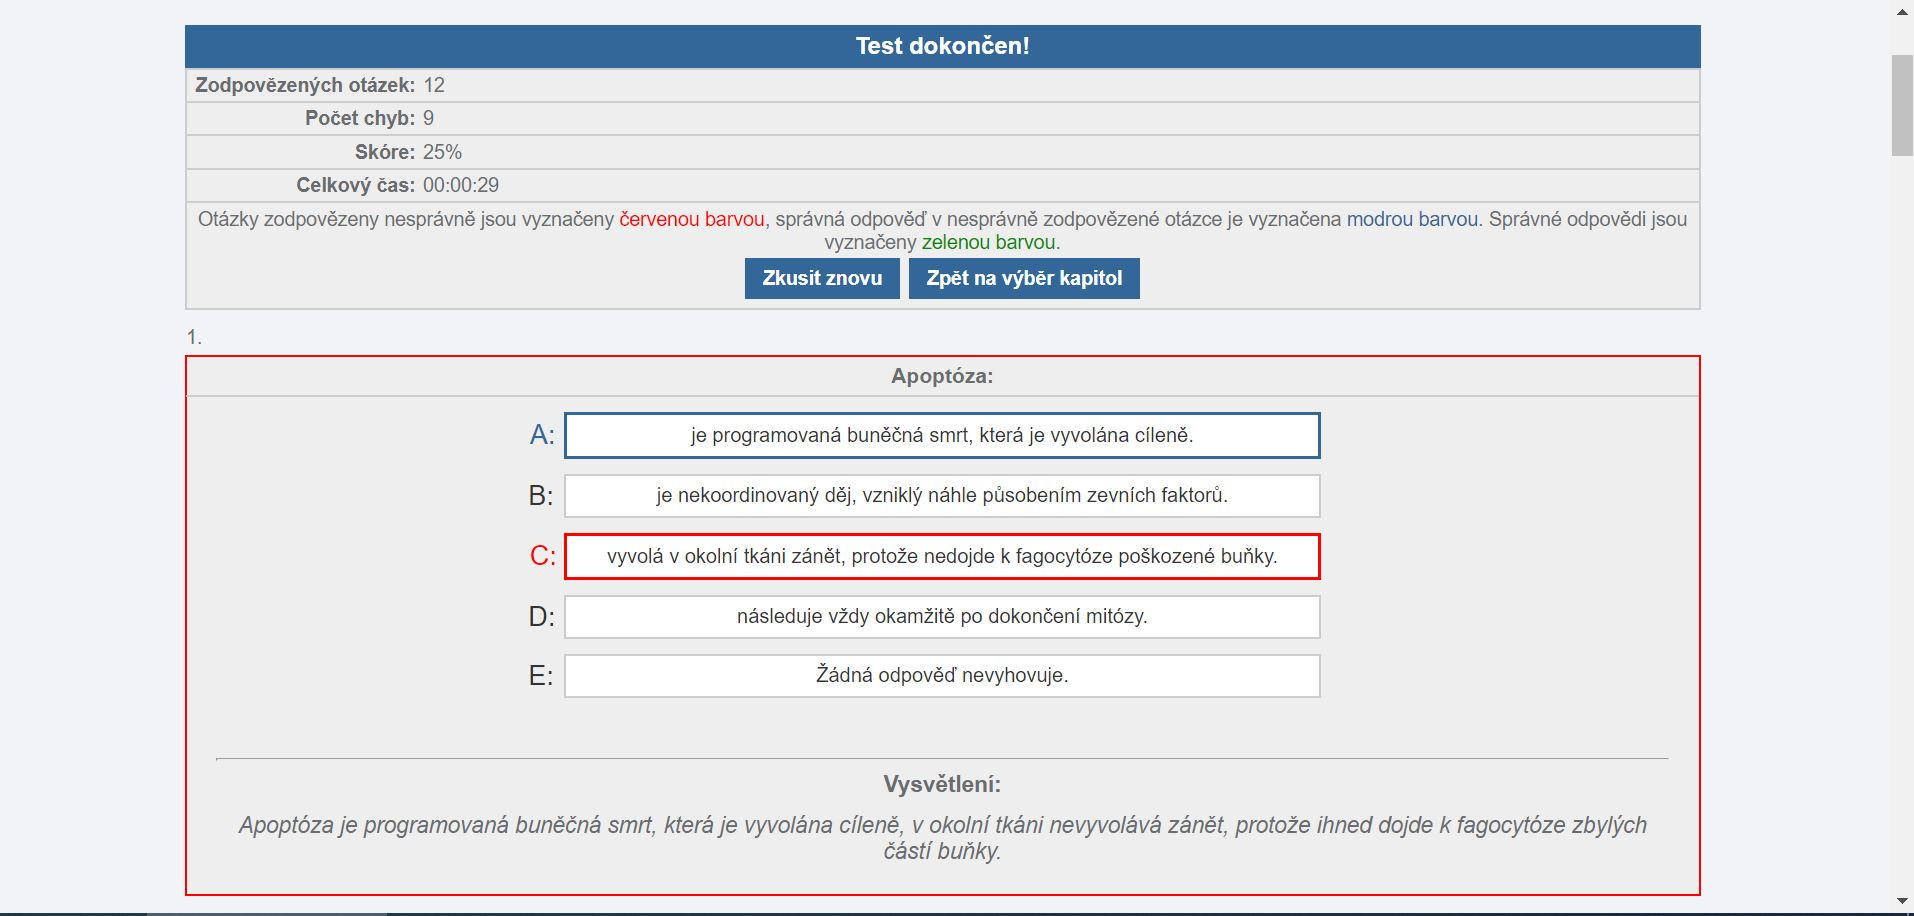 Test dokončen!
Zodpovězených otázek: 12
Počet chyb: 9
Skóre: 25%
Celkový čas: 00:00:29
Otázky zodpovězeny nesprávně jsou vyznačeny červenou barvou, správná odpověď v nesprávně zodpovězené otázce je vyznačena modrou barvou. Správné odpovědi jsou
vyznačeny zelenou barvou.
Zkusit znovu Zpět na výběr kapitol
1.
Apoptóza:
A: je programovaná buněčná smrt, která je vyvolána cíleně.
B: je nekoordinovaný děj, vzniklý náhle působením zevních faktorů.
C: vyvolá v okolní tkáni zánět, protože nedojde k fagocytóze poškozené buňky.
D: následuje vždy okamžitě po dokončení mitózy.
E: Žádná odpověď nevyhovuje.
Vysvětlení:
Apoptóza je programovaná buněčná smrt, která je vyvolána cíleně, v okolní tkáni nevyvolává zánět, protože ihned dojde k fagocytóze zbylých
částí buňky.